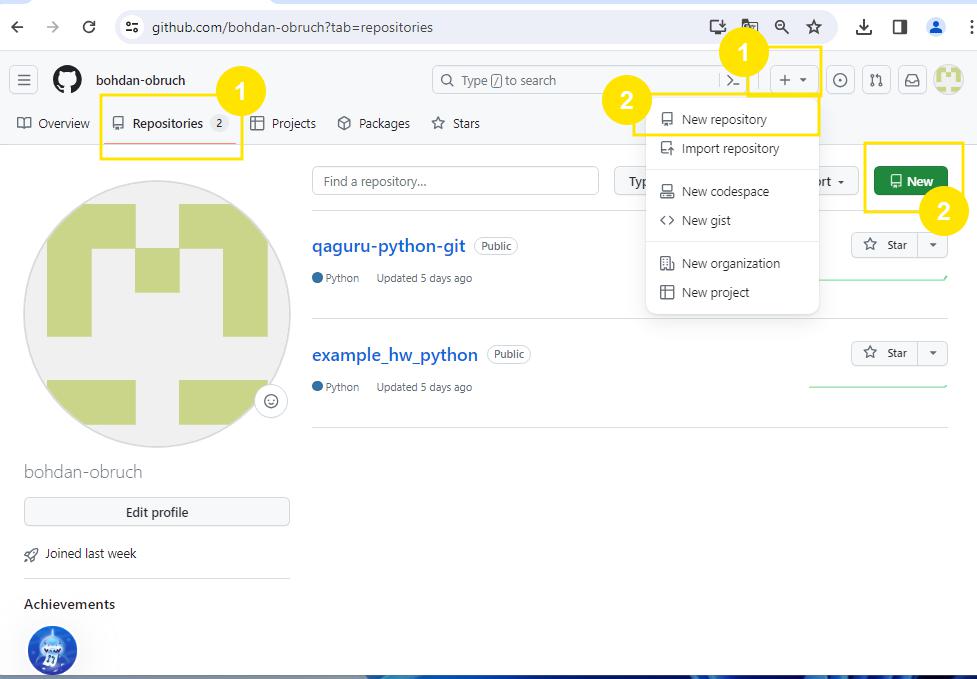 github.com/bohdan-obruch?tab=repositories
bohdan-obruch
Type / to search
1
Overview
Repositories 2
1
Projects
Packages
Stars
2
New repository
Import repository
New codespace
New gist
New organization
New project
Find a repository...
New
2
qaguru-python-git Public
Star
Python Updated 5 days ago
example_hw_python Public
Star
Python Updated 5 days ago
bohdan-obruch
Edit profile
Joined last week
Achievements